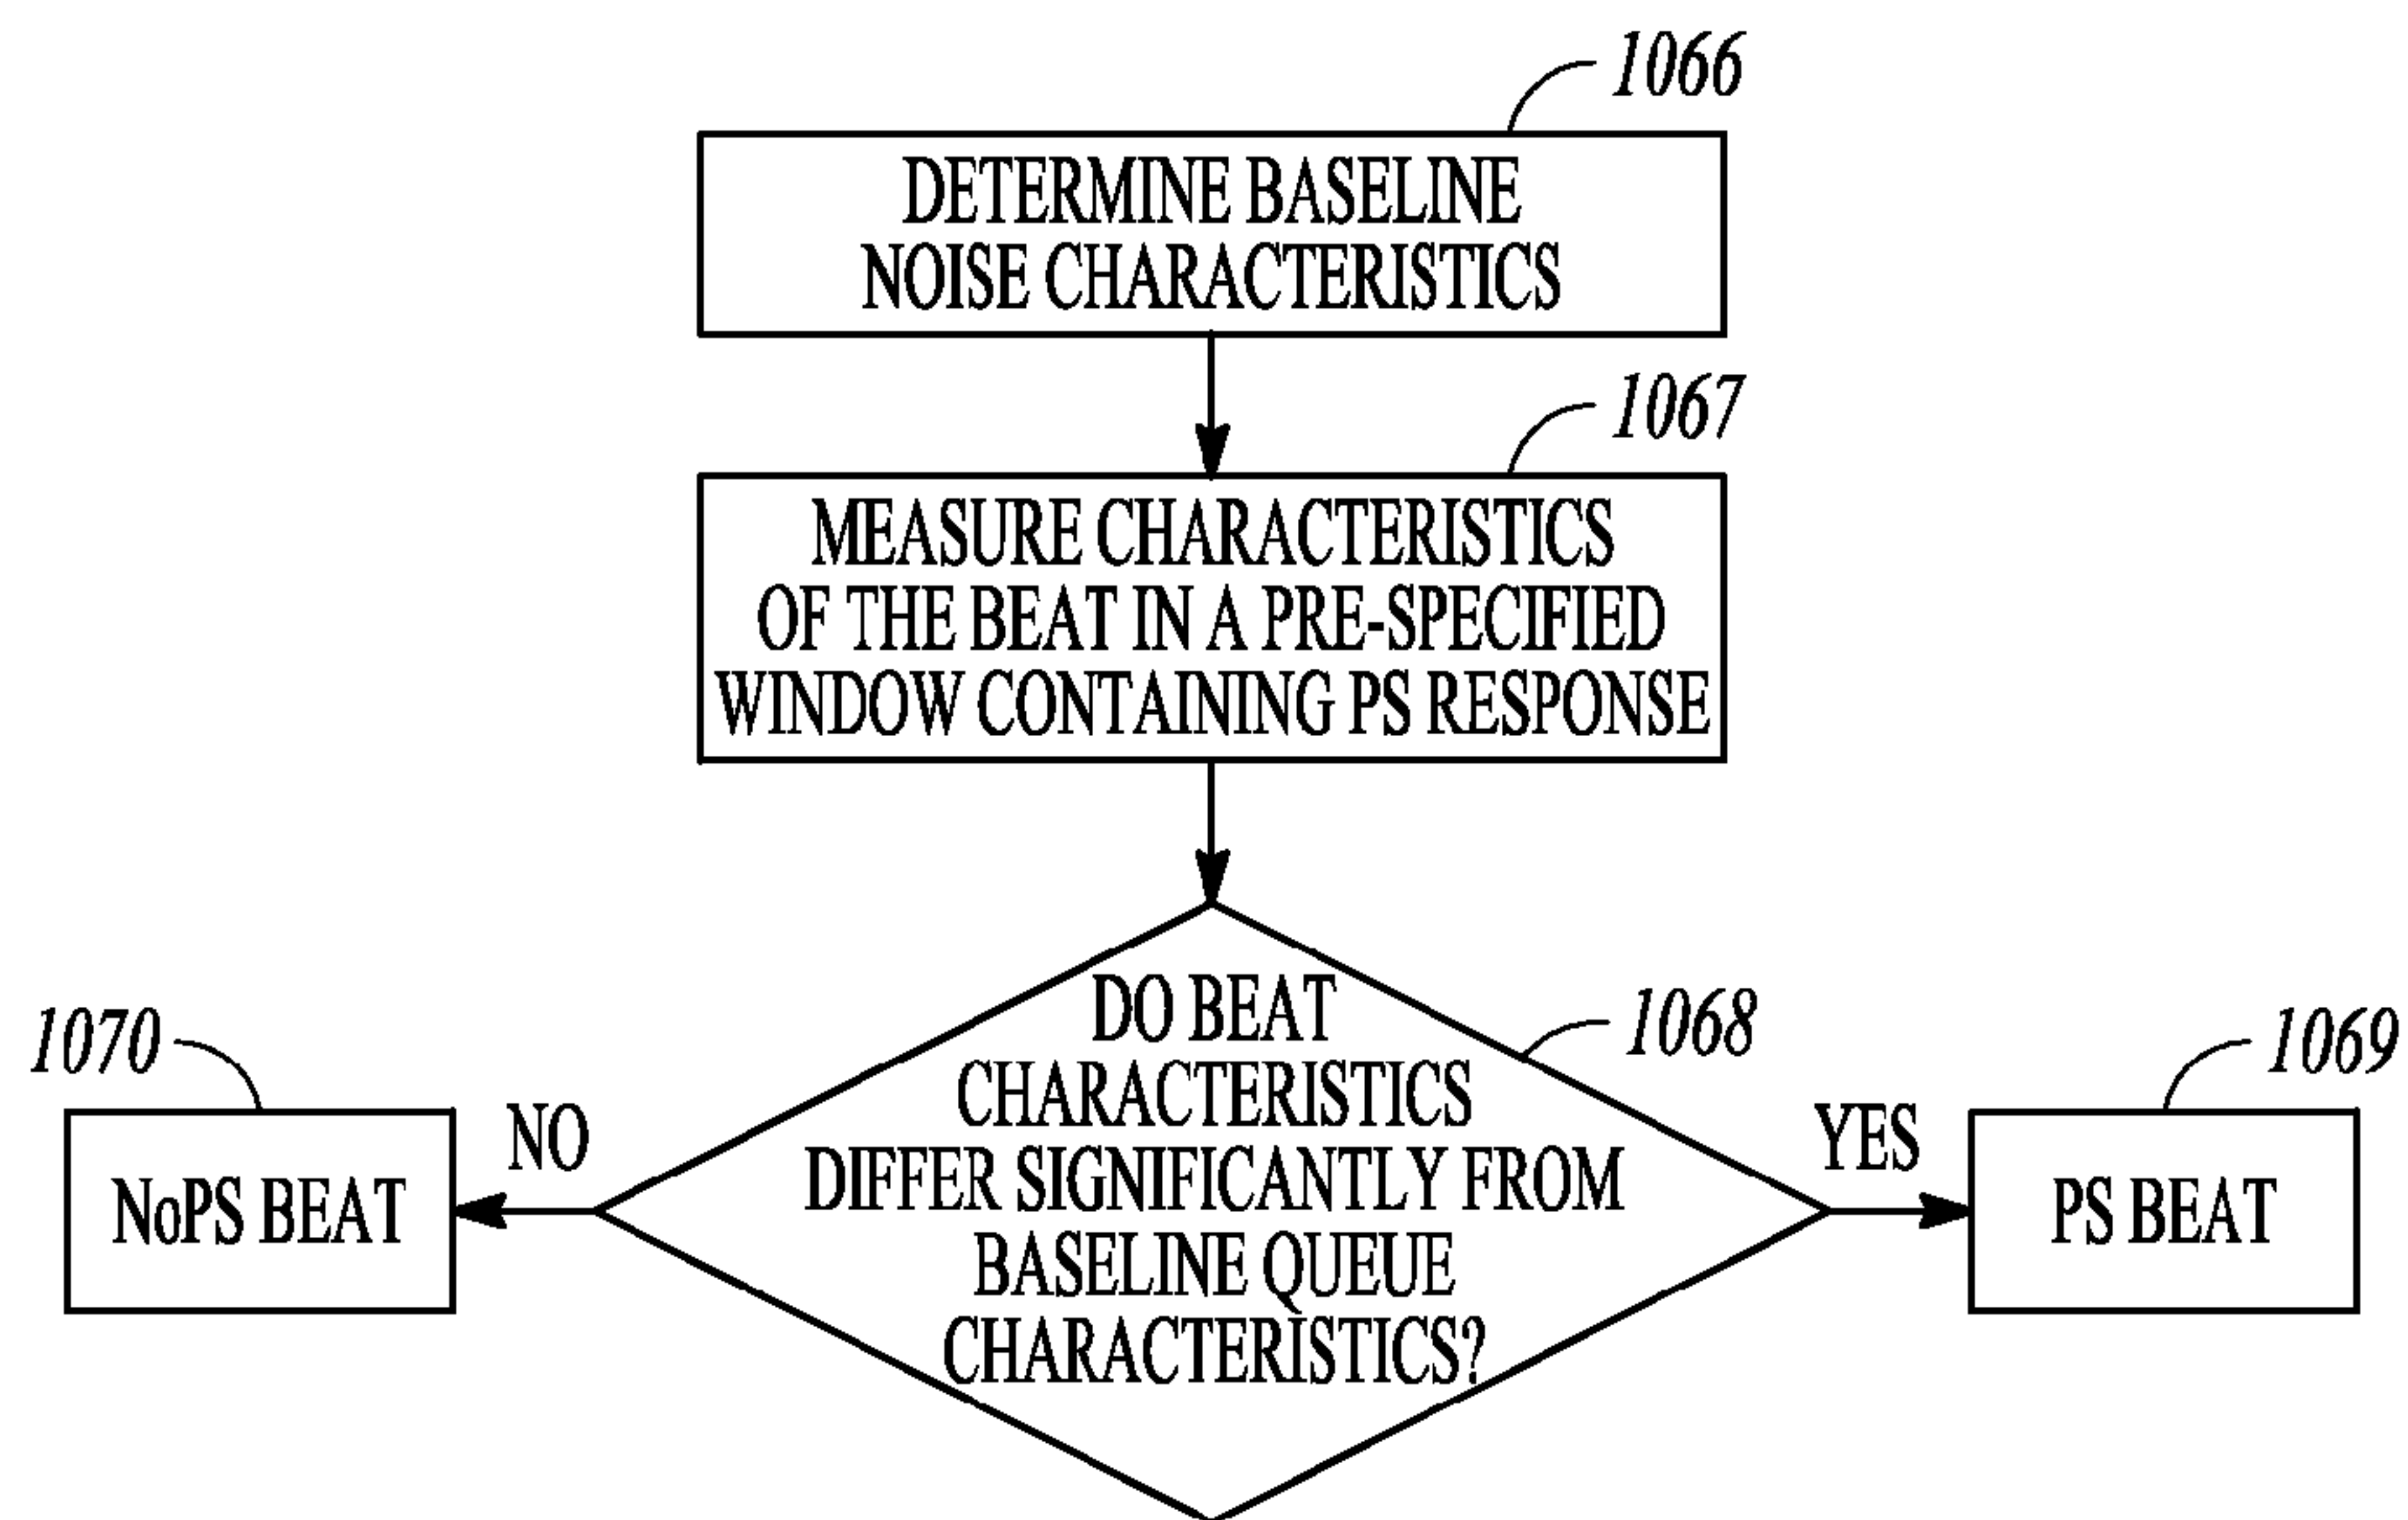 1066
DETERMINE BASELINE
NOISE CHARACTERISTICS
1067
MEASURE CHARACTERISTICS
OF THE BEAT IN A PRE-SPECIFIED
WINDOW CONTAINING PS RESPONSE
1068
DO BEAT
CHARACTERISTICS
DIFFER SIGNIFICANTLY FROM
BASELINE QUEUE
CHARACTERISTICS?
1070
NO
NoPS BEAT
YES
1069
PS BEAT